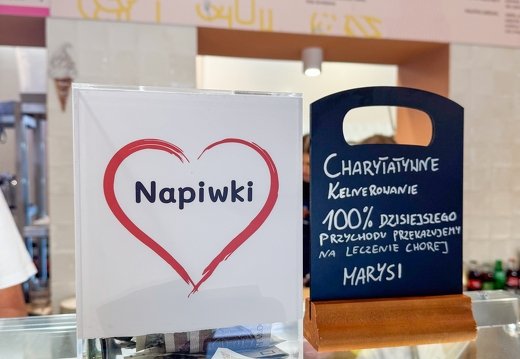 Napiwki
CHARYTATYWNE
KELNEROWANIE
100% DZISIEJSZEGO
PRZYCHODU PRZEKAZUJEMY
NA LECZENIE CHOREJ
MARYSI